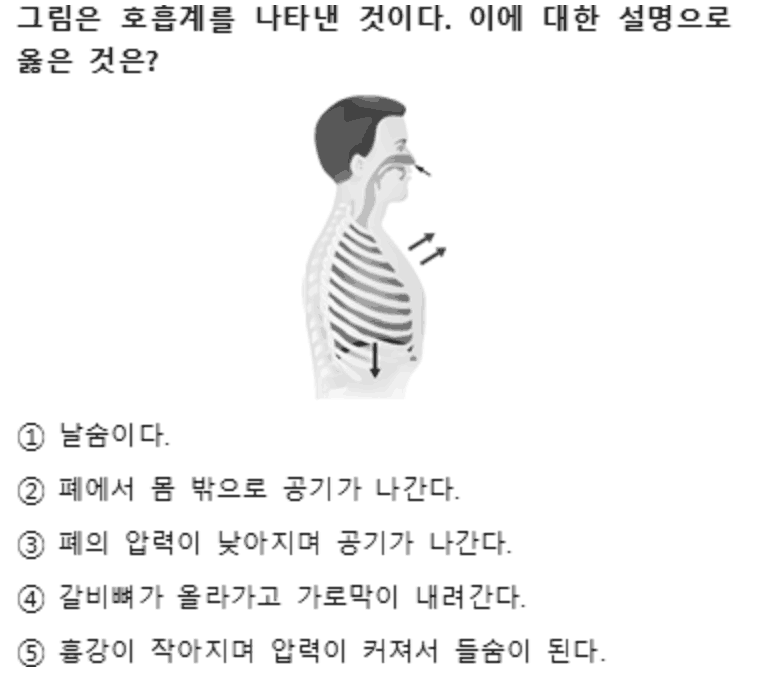 그림은 호흡계를 나타낸 것이다. 이에 대한 설명으로
옳은 것은?
① 날숨이다.
② 폐에서 몸 밖으로 공기가 나간다.
③ 폐의 압력이 낮아지며 공기가 나간다.
④ 갈비뼈가 올라가고 가로막이 내려간다.
⑤ 흉강이 작아지며 압력이 커져서 들숨이 된다.